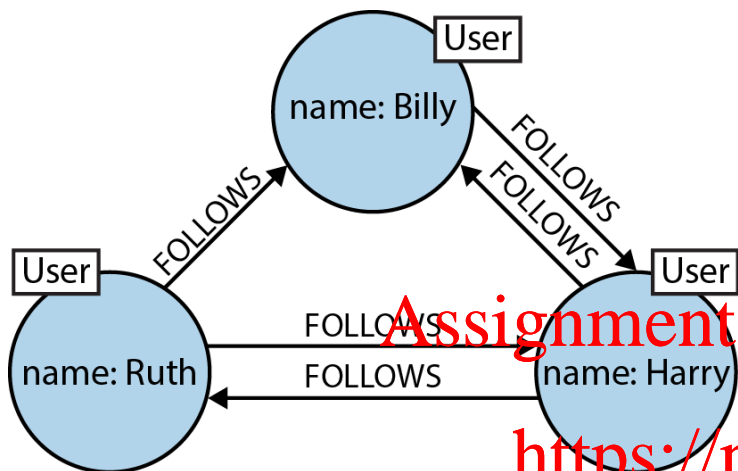 User
name: Billy
FOLLOWS
FOLLOWS
FOLLOWS
User
User
FOLLOWS
Assignment
name: Ruth
FOLLOWS
name: Harry